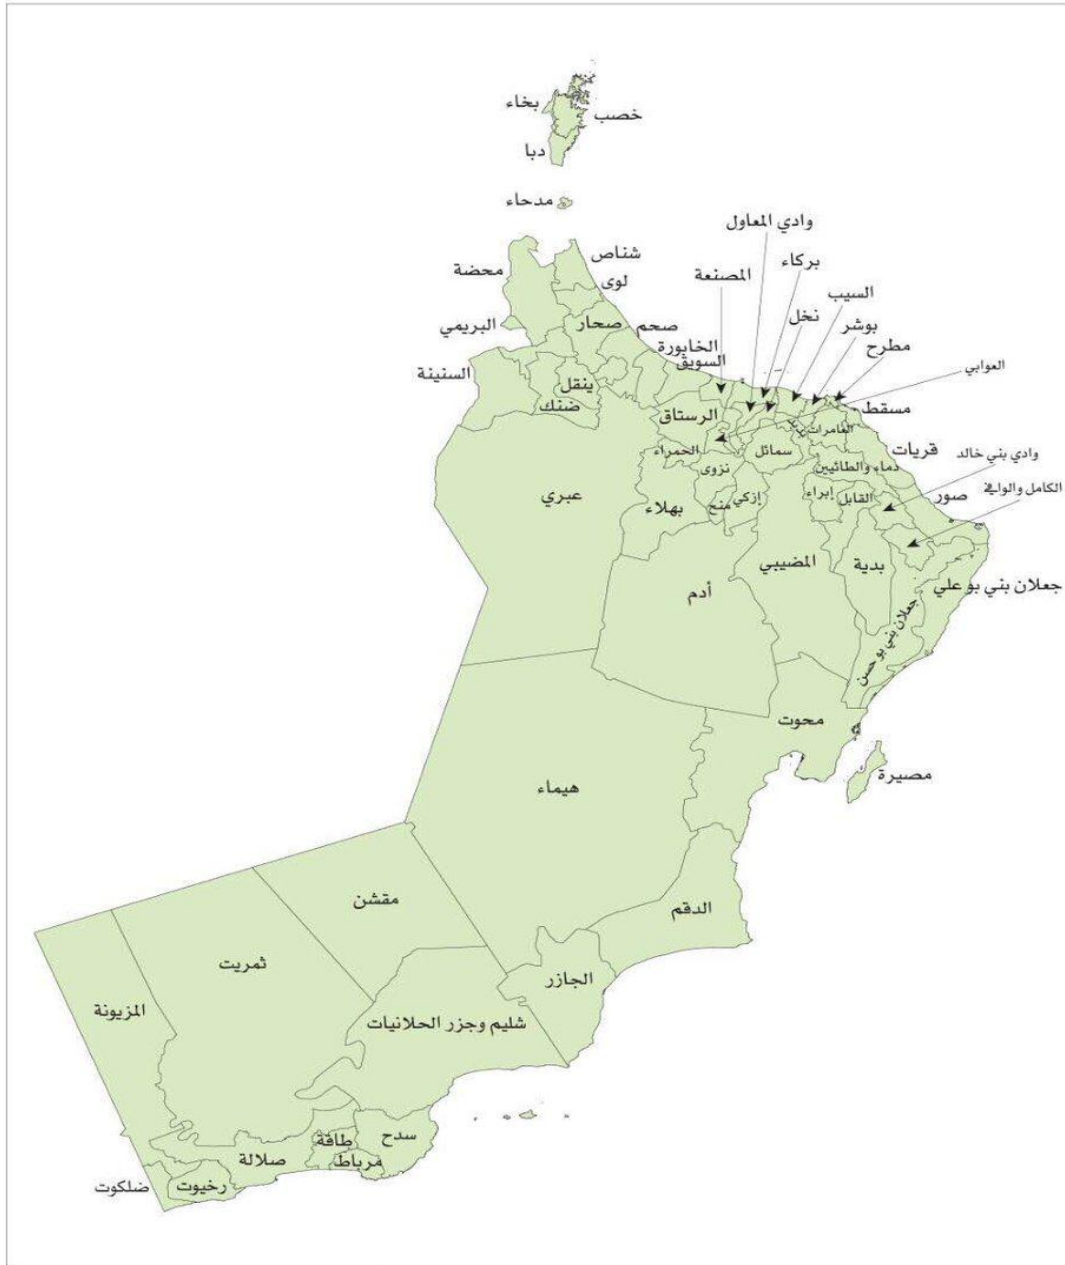 بخاء
خصب
دبا
مدحاء
وادي المعاول
شناص
بركاء
محضة
المصنعة
لوى
السيب
نخل
البريمي
صحار
صحم
بوشر
الخابورة
مطرح
السويق
العوابي
السنينة
ينقل
ضنك
الرستاق
مسقط
العامرات
الحمراء
سمائل
قريات
وادي بني خالد
نزوى
دماء والطائيين
عبري
بهلاء
منح
إزكي
إبراء
القابل
صور
الكامل والوافي
المضيبي
بدية
أدم
جعلان بني بو علي
جعلان بني بو حسن
محوت
مصيرة
هيماء
مقشن
الدقم
ثمريت
الجازر
المزيونة
شليم وجزر الحلانيات
سدح
طاقة
صلالة
مرباط
ضلكوت
رخيوت